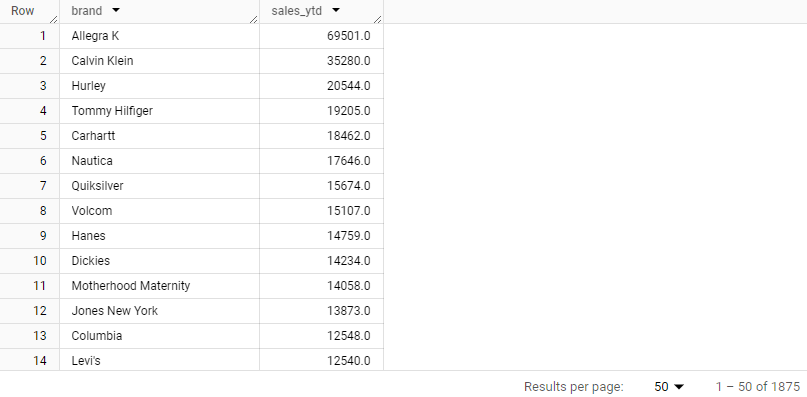 Row brand sales_ytd
1 Allegra K 69501.0
2 Calvin Klein 35280.0
3 Hurley 20544.0
4 Tommy Hilfiger 19205.0
5 Carhartt 18462.0
6 Nautica 17646.0
7 Quiksilver 15674.0
8 Volcom 15107.0
9 Hanes 14759.0
10 Dickies 14234.0
11 Motherhood Maternity 14058.0
12 Jones New York 13873.0
13 Columbia 12548.0
14 Levi's 12540.0
Results per page: 50 1 – 50 of 1875